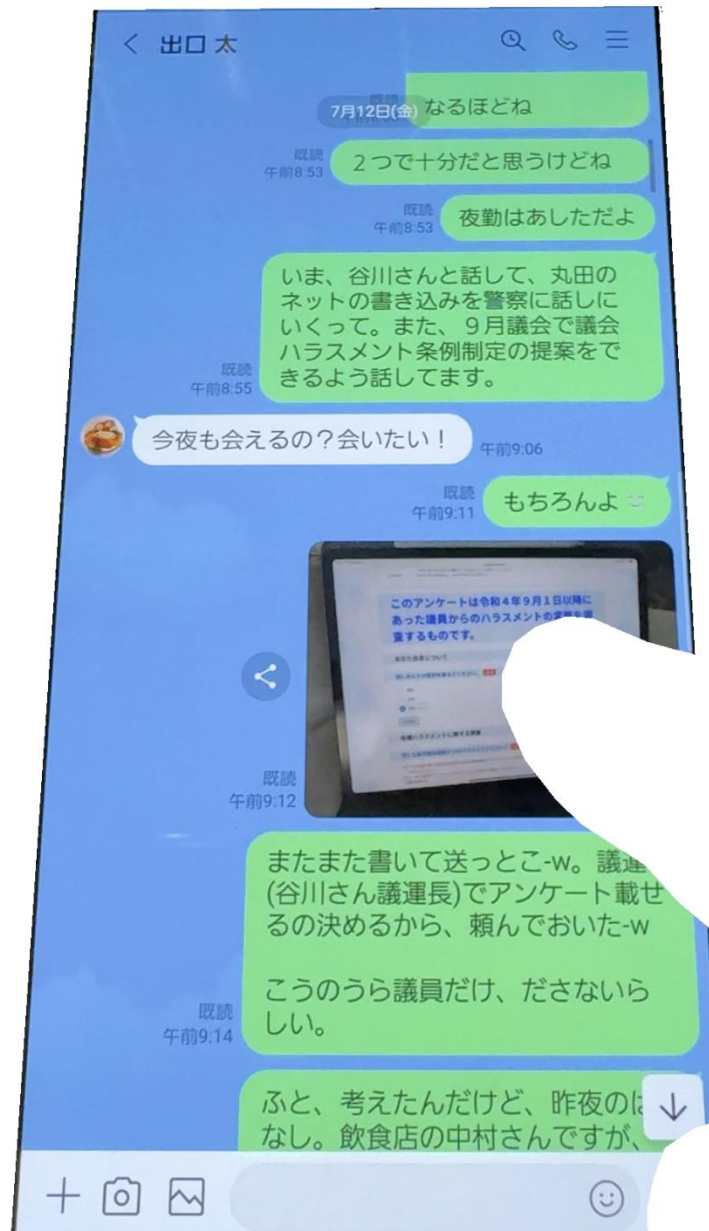 出口 太
なるほどね
7月12日(金)
既読
午前8:53
2つで十分だと思うけどね
既読
午前8:53
夜勤はあしただよ
いま、谷川さんと話して、丸田の
ネットの書き込みを警察に話しに
いくって。また、9月議会で議会
ハラスメント条例制定の提案をで
きるよう話してます。
既読
午前8:55
今夜も会えるの？会いたい！
午前9:06
既読
午前9:11
もちろんよ
このアンケートは令和4年9月1日以降に
あった議員からのハラスメントの実態を調
査するものです。
既読
午前9:12
またまた書いて送っとこ-w。議運
(谷川さん議運長)でアンケート載せ
るの決めるから、頼んでおいた-w
こうのうら議員だけ、ださないら
しい。
既読
午前9:14
ふと、考えたんだけど、昨夜のは
なし。飲食店の中村さんですが、